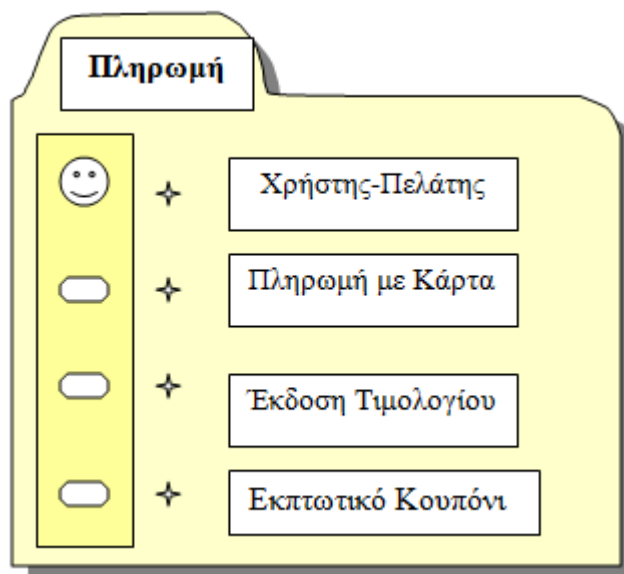 Πληρωμή
Χρήστης-Πελάτης
Πληρωμή με Κάρτα
Έκδοση Τιμολογίου
Εκπτωτικό Κουπόνι